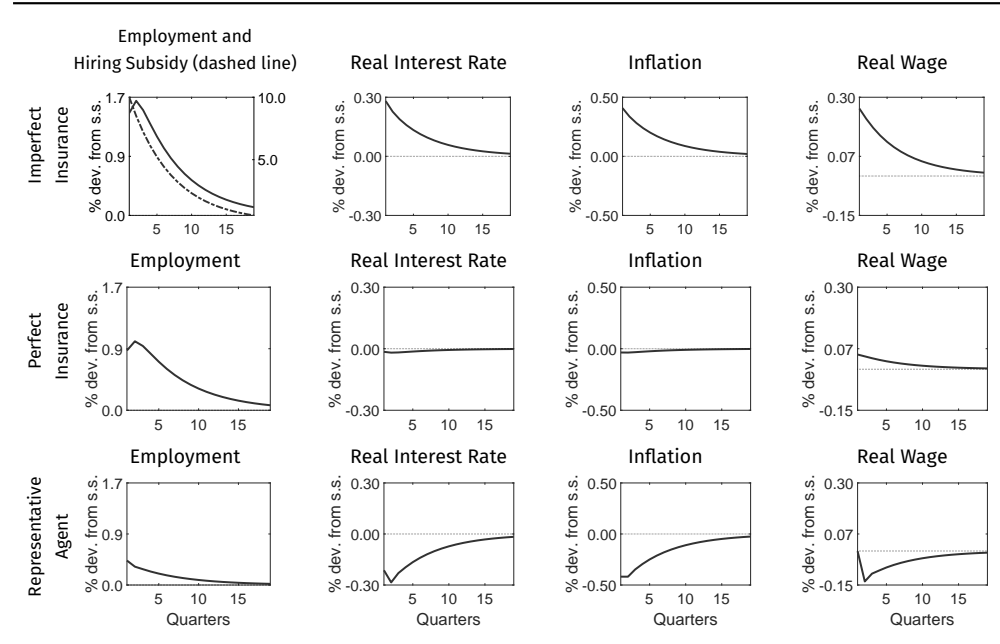 Employment and
Hiring Subsidy (dashed line)
Real Interest Rate
Inflation
Real Wage
Imperfect
Insurance
% dev. from s.s.
1.7
0.9
0.0
10.0
5.0
5 10 15
% dev. from s.s.
0.30
0.00
-0.30
5 10 15
% dev. from s.s.
0.50
0.00
-0.50
5 10 15
% dev. from s.s.
0.30
0.07
-0.15
5 10 15
Employment
Real Interest Rate
Inflation
Real Wage
Perfect
Insurance
% dev. from s.s.
1.7
0.9
0.0
5 10 15
% dev. from s.s.
0.30
0.00
-0.30
5 10 15
% dev. from s.s.
0.50
0.00
-0.50
5 10 15
% dev. from s.s.
0.30
0.07
-0.15
5 10 15
Employment
Real Interest Rate
Inflation
Real Wage
Representative
Agent
% dev. from s.s.
1.7
0.9
0.0
5 10 15
Quarters
% dev. from s.s.
0.00
-0.30
5 10 15
Quarters
% dev. from s.s.
0.50
0.00
-0.50
5 10 15
Quarters
% dev. from s.s.
0.30
0.07
-0.15
5 10 15
Quarters